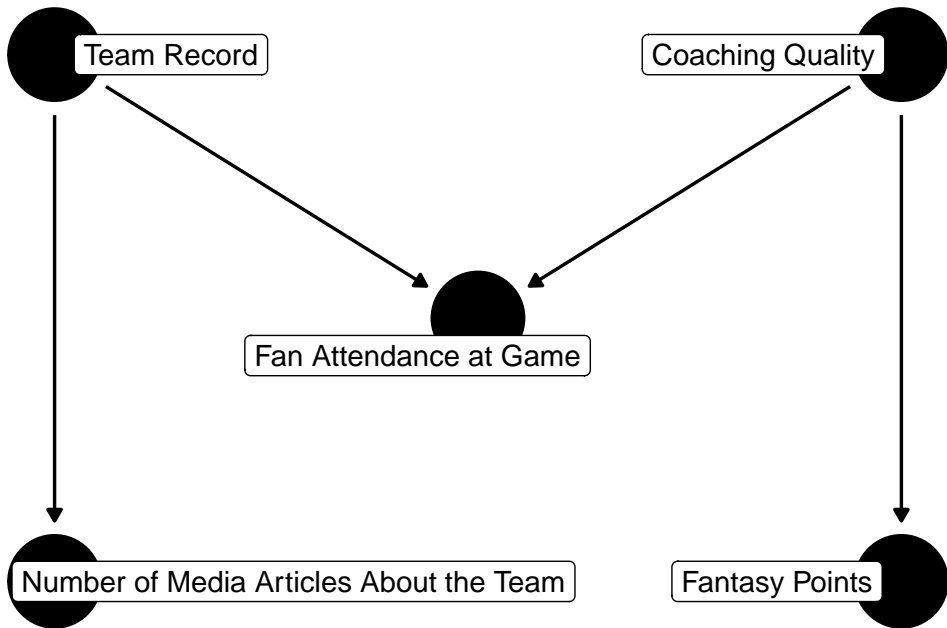 Team Record
Coaching Quality
Fan Attendance at Game
Number of Media Articles About the Team
Fantasy Points